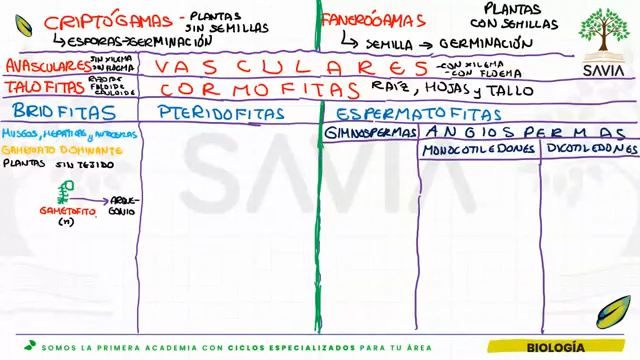 CRIPTÓGAMAS - PLANTAS SIN SEMILLAS
↳ ESPORAS → GERMINACIÓN
FANERÓGAMAS
PLANTAS CON SEMILLAS
↳ SEMILLA → GERMINACIÓN
SAVIA
AVASCULARES SIN XILEMA SIN FLOEMA
VASCULARES - CON XILEMA - CON FLOEMA
TALOFITAS RIZOIDE FILOIDE CAULOIDE
CORMOFITAS RAÍZ, HOJAS y TALLO
BRIOFITAS
PTERIDOFITAS
ESPERMATOFITAS
MUSGOS, HEPÁTICAS y
GIMNOSPERMAS
ANGIOSPERMAS
GAMETOFITO DOMINANTE
MONOCOTILEDONES
DICOTILEDONES
PLANTAS SIN TEJIDO
SAVIA
ARQUE-
GONIO
GAMETOFITO
(n)
SOMOS LA PRIMERA ACADEMIA CON CICLOS ESPECIALIZADOS PARA TU ÁREA
BIOLOGÍA